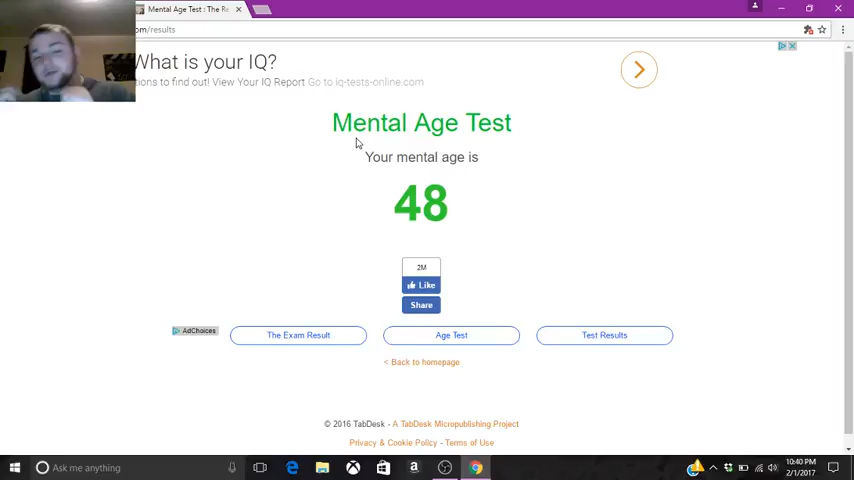 Mental Age Test : The Re
om/results
What is your IQ?
tions to find out! View Your IQ Report Go to iq-tests-online.com
Mental Age Test
Your mental age is
48
2M
Like
Share
AdChoices
The Exam Result
Age Test
Test Results
< Back to homepage
© 2016 TabDesk - A TabDesk Micropublishing Project
Privacy & Cookie Policy - Terms of Use
Ask me anything
10:40 PM
2/1/2017